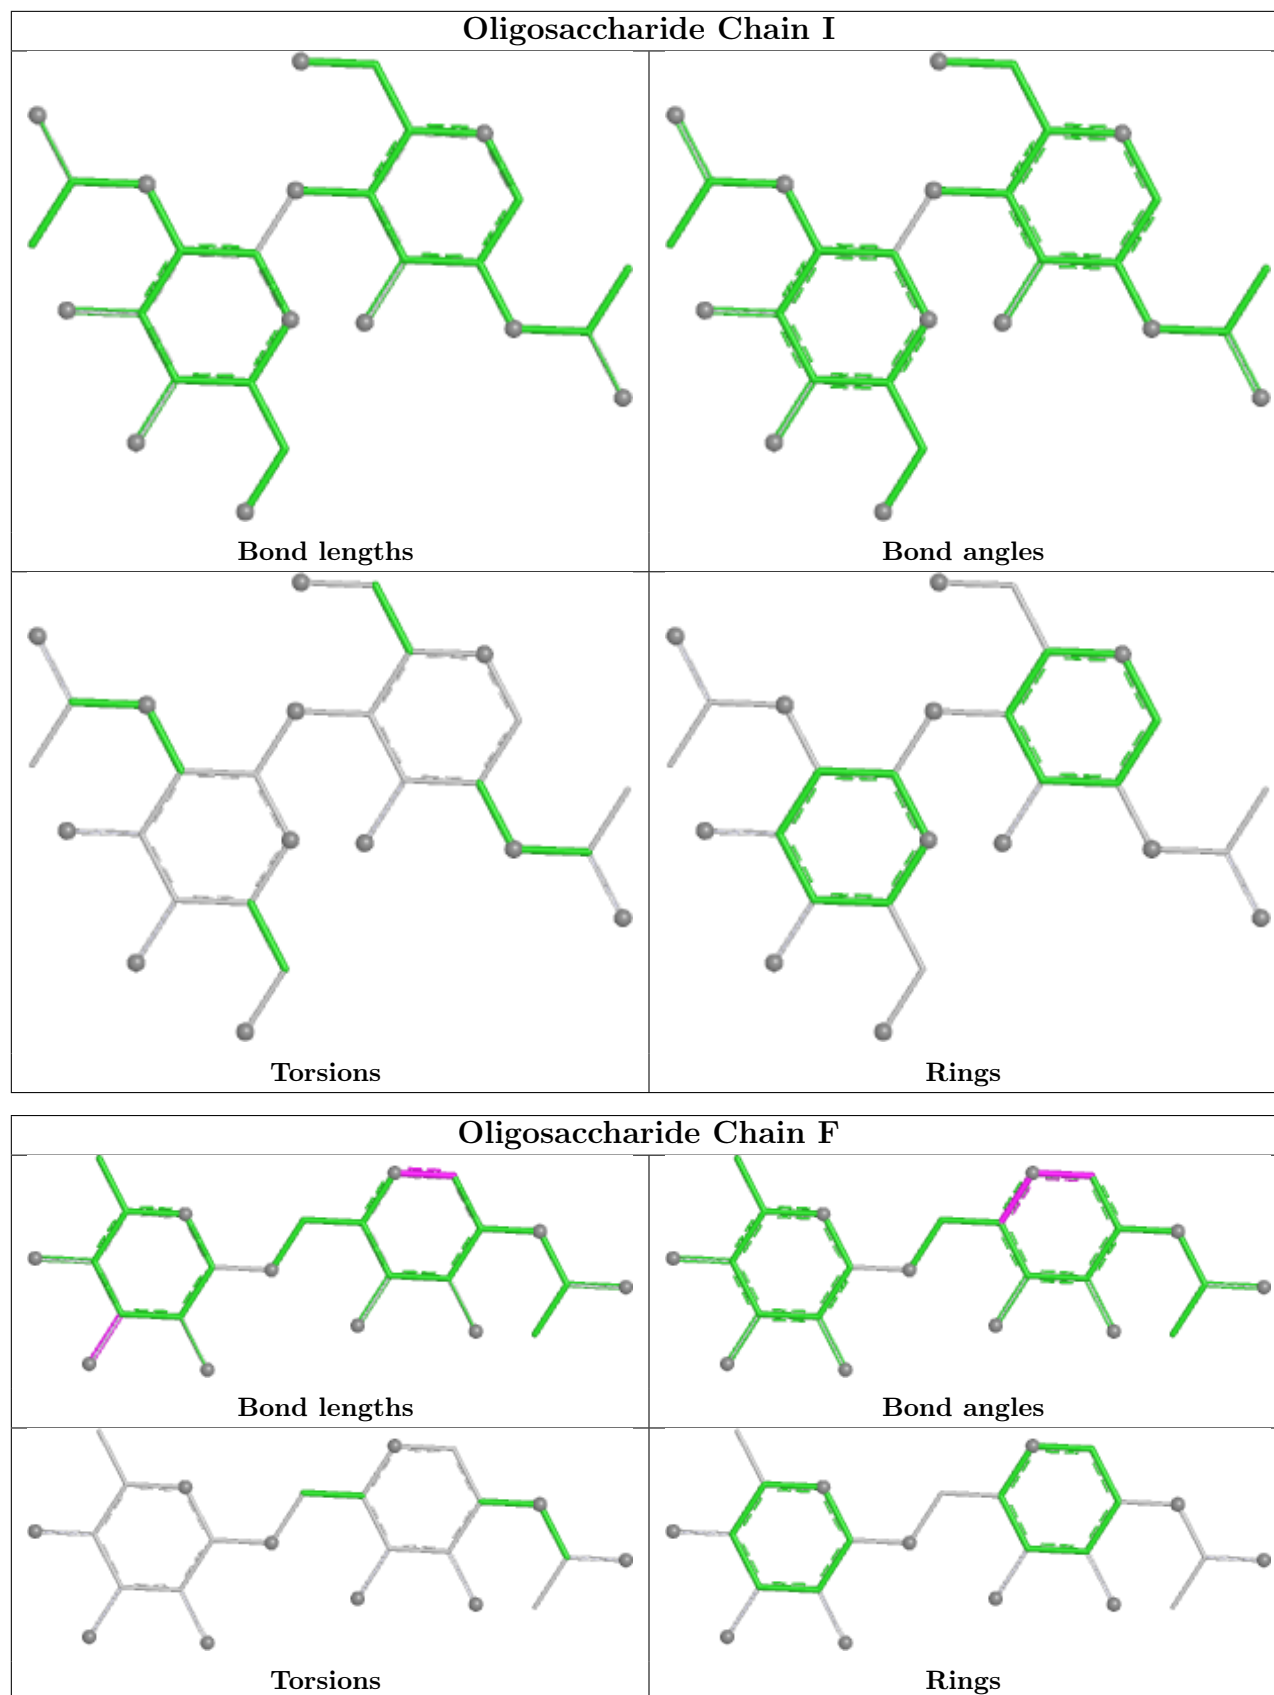 Oligosaccharide Chain I
Bond lengths
Bond angles
Torsions
Rings
Oligosaccharide Chain F
Bond lengths
Bond angles
Torsions
Rings